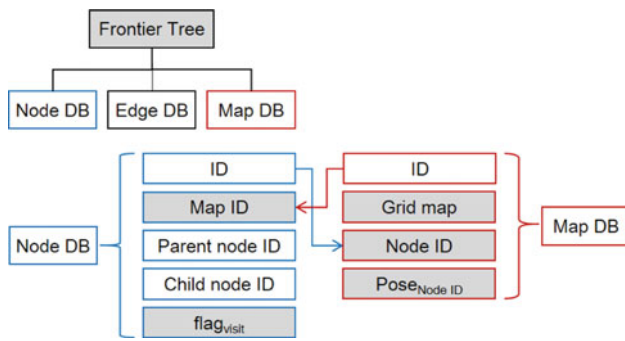 Frontier Tree
Node DB
Edge DB
Map DB
ID
ID
Map ID
Grid map
Node DB
Parent node ID
Node ID
Map DB
Child node ID
PoseNode ID
flagvisit